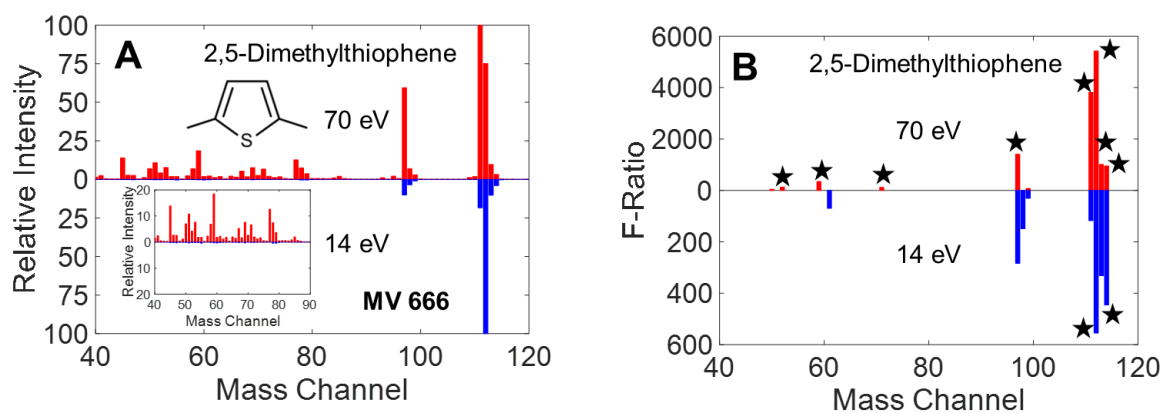 A
2,5-Dimethylthiophene
S
70 eV
14 eV
MV 666
Relative Intensity
100
75
50
25
0
25
50
75
100
40
60
80
100
120
Mass Channel
Relative Intensity
20
10
0
10
20
40
50
60
70
80
90
Mass Channel
B
2,5-Dimethylthiophene
70 eV
14 eV
F-Ratio
6000
4000
2000
0
200
400
600
40
60
80
100
120
Mass Channel